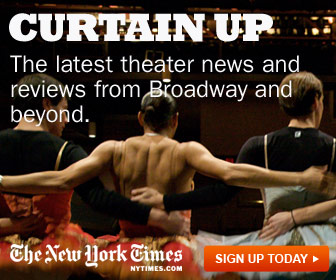 CURTAIN UP
The latest theater news and
reviews from Broadway and
beyond.
The New York Times
NYTIMES.COM
SIGN UP TODAY